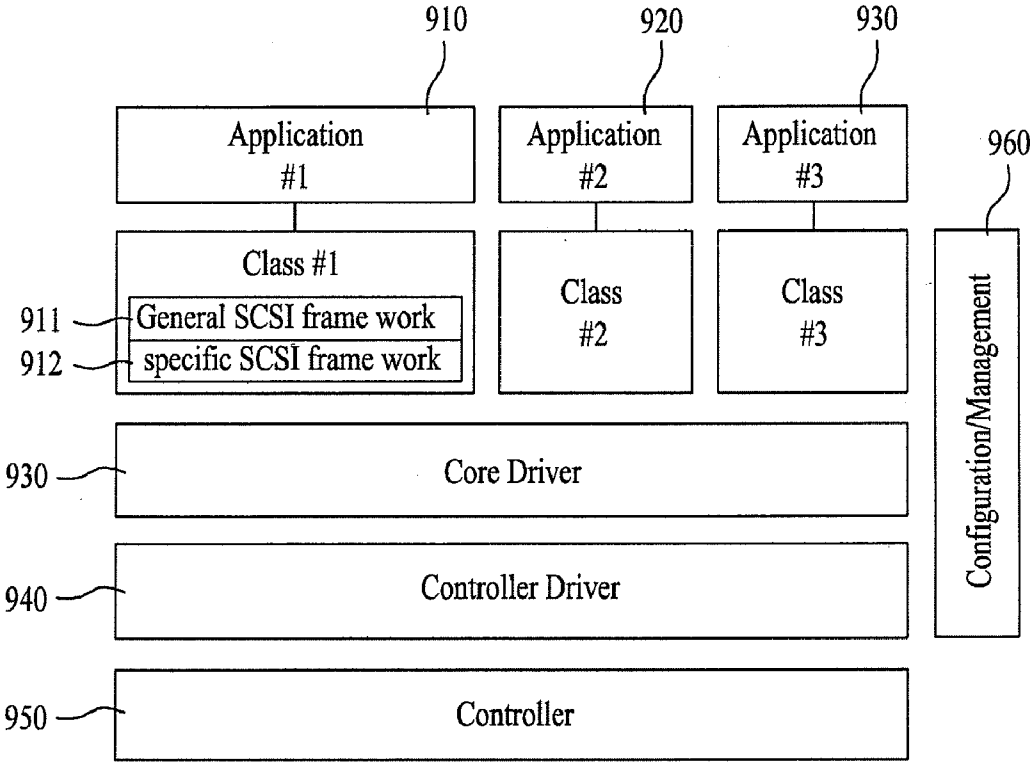 910
920
930
Application
#1
Application
#2
Application
#3
960
Class #1
911
General SCSI frame work
912
specific SCSI frame work
Class
#2
Class
#3
Configuration/Management
930
Core Driver
940
Controller Driver
950
Controller